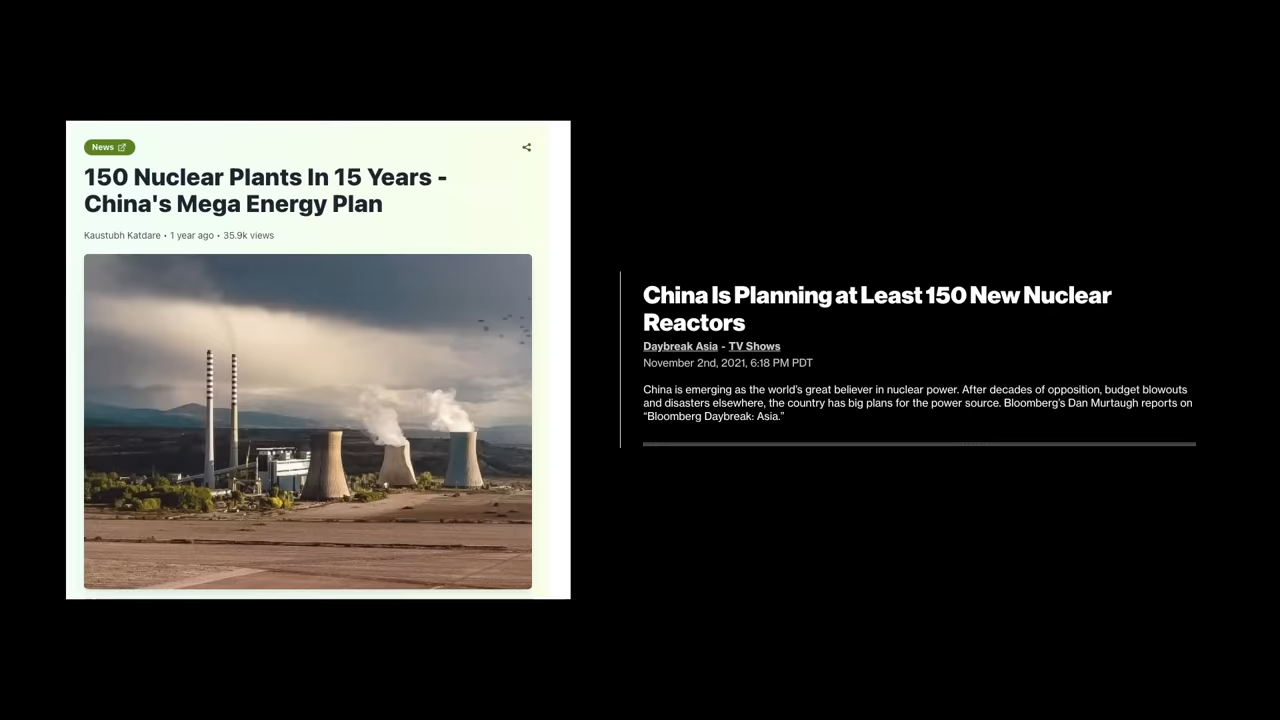 News
150 Nuclear Plants In 15 Years -
China's Mega Energy Plan
Kaustubh Katdare • 1 year ago • 35.9k views
China Is Planning at Least 150 New Nuclear
Reactors
Daybreak Asia - TV Shows
November 2nd, 2021, 6:18 PM PDT
China is emerging as the world’s great believer in nuclear power. After decades of opposition, budget blowouts
and disasters elsewhere, the country has big plans for the power source. Bloomberg’s Dan Murtaugh reports on
“Bloomberg Daybreak: Asia.”